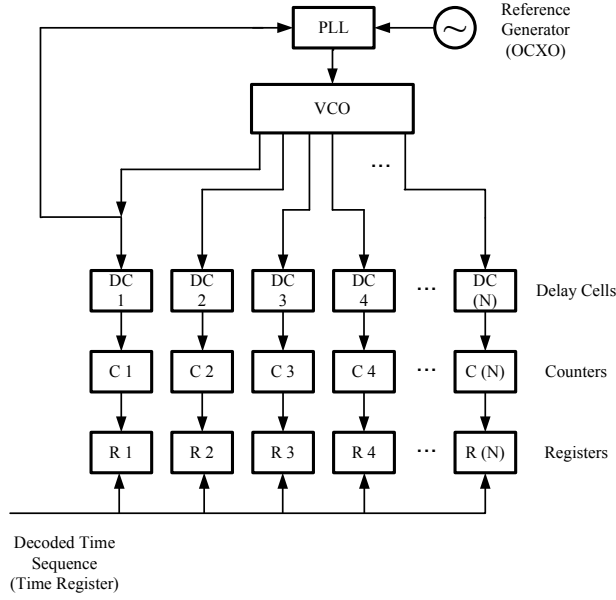 PLL
Reference
Generator
(OCXO)
VCO
...
DC
1
DC
2
DC
3
DC
4
...
DC
(N)
Delay Cells
C 1
C 2
C 3
C 4
...
C (N)
Counters
R 1
R 2
R 3
R 4
...
R (N)
Registers
Decoded Time
Sequence
(Time Register)